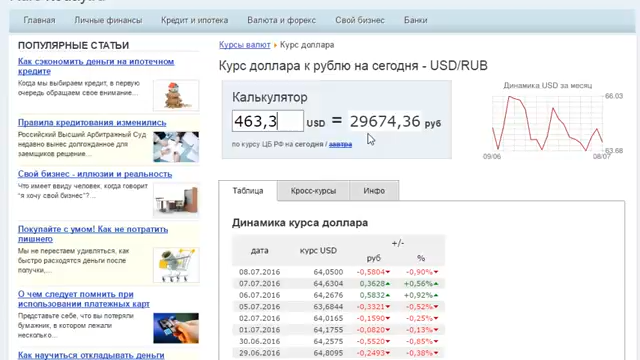 Главная Личные финансы Кредит и ипотека Валюта и форекс Свой бизнес Банки
ПОПУЛЯРНЫЕ СТАТЬИ
Как сэкономить деньги на ипотечном
кредите
Когда мы выбираем кредит, в первую
очередь обращаем свое внимание...
Правила кредитования изменились
Российский Высший Арбитражный Суд
недавно вынес долгожданное для
заемщиков решение...
Свой бизнес - иллюзии и реальность
Что имеет ввиду человек, когда говорит
"я хочу свой бизнес"?...
Покупайте с умом! Как не потратить
лишнего
Мы не перестаем удивляться, как
быстро расходятся деньги после
получки,...
О чем следует помнить при
использовании платежных карт
Представьте себе, что вы потеряли
бумажник, в котором лежали
несколько...
Как научиться откладывать деньги
Курсы валют Курс доллара
Курс доллара к рублю на сегодня - USD/RUB
Калькулятор
463,3 USD = 29674,36 руб
по курсу ЦБ РФ на сегодня / завтра
Динамика USD за месяц
66.03
63.68
09/06 08/07
Таблица Кросс-курсы Инфо
Динамика курса доллара
дата курс USD +/-
руб %
08.07.2016 64,0500 -0,5804 -0,90%
07.07.2016 64,6304 0,3628 +0,56%
06.07.2016 64,2676 0,5832 +0,92%
05.07.2016 63,6844 -0,3321 -0,52%
02.07.2016 64,0165 -0,1590 -0,25%
01.07.2016 64,1755 -0,0820 -0,13%
30.06.2016 64,2575 -0,5520 -0,85%
29.06.2016 64,8095 -0,2493 -0,38%